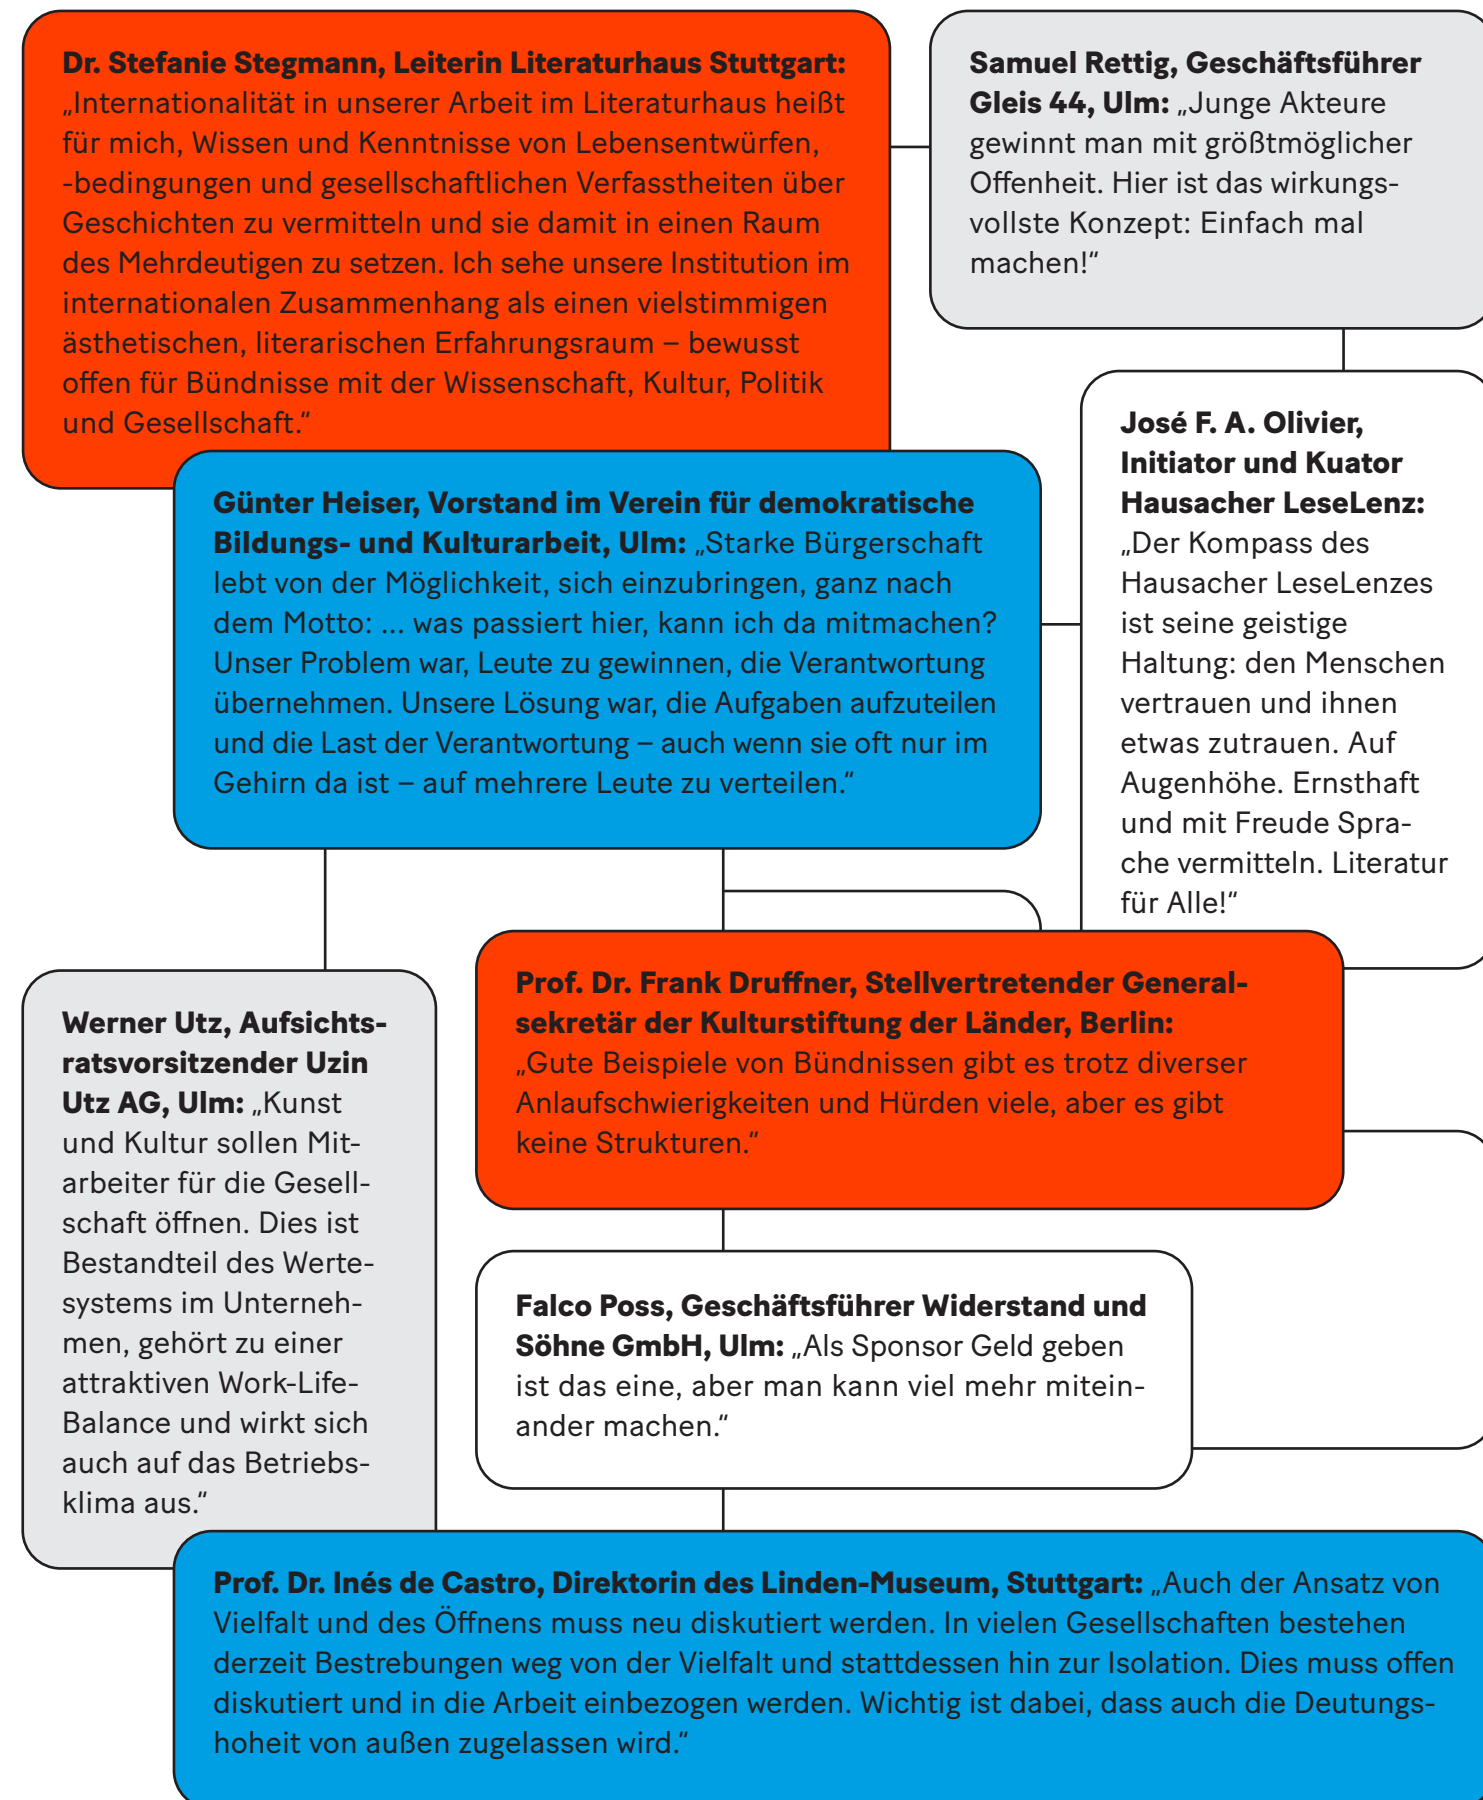 Dr. Stefanie Stegmann, Leiterin Literaturhaus Stuttgart:
„Internationalität in unserer Arbeit im Literaturhaus heißt
für mich, Wissen und Kenntnisse von Lebensentwürfen,
-bedingungen und gesellschaftlichen Verfasstheiten über
Geschichten zu vermitteln und sie damit in einen Raum
des Mehrdeutigen zu setzen. Ich sehe unsere Institution im
internationalen Zusammenhang als einen vielstimmigen
ästhetischen, literarischen Erfahrungsraum – bewusst
offen für Bündnisse mit der Wissenschaft, Kultur, Politik
und Gesellschaft.“
Samuel Rettig, Geschäftsführer
Gleis 44, Ulm: „Junge Akteure
gewinnt man mit größtmöglicher
Offenheit. Hier ist das wirkungs-
vollste Konzept: Einfach mal
machen!“
José F. A. Olivier,
Initiator und Kuator
Hausacher LeseLenz:
„Der Kompass des
Hausacher LeseLenzes
ist seine geistige
Haltung: den Menschen
vertrauen und ihnen
etwas zutrauen. Auf
Augenhöhe. Ernsthaft
und mit Freude Spra-
che vermitteln. Literatur
für Alle!“
Günter Heiser, Vorstand im Verein für demokratische
Bildungs- und Kulturarbeit, Ulm: „Starke Bürgerschaft
lebt von der Möglichkeit, sich einzubringen, ganz nach
dem Motto: ... was passiert hier, kann ich da mitmachen?
Unser Problem war, Leute zu gewinnen, die Verantwortung
übernehmen. Unsere Lösung war, die Aufgaben aufzuteilen
und die Last der Verantwortung – auch wenn sie oft nur im
Gehirn da ist – auf mehrere Leute zu verteilen.“
Werner Utz, Aufsichts-
ratsvorsitzender Uzin
Utz AG, Ulm: „Kunst
und Kultur sollen Mit-
arbeiter für die Gesell-
schaft öffnen. Dies ist
Bestandteil des Werte-
systems im Unterneh-
men, gehört zu einer
attraktiven Work-Life-
Balance und wirkt sich
auch auf das Betriebs-
klima aus.“
Prof. Dr. Frank Druffner, Stellvertretender General-
sekretär der Kulturstiftung der Länder, Berlin:
„Gute Beispiele von Bündnissen gibt es trotz diverser
Anlaufschwierigkeiten und Hürden viele, aber es gibt
keine Strukturen.“
Falco Poss, Geschäftsführer Widerstand und
Söhne GmbH, Ulm: „Als Sponsor Geld geben
ist das eine, aber man kann viel mehr mitein-
ander machen.“
Prof. Dr. Inés de Castro, Direktorin des Linden-Museum, Stuttgart: „Auch der Ansatz von
Vielfalt und des Öffnens muss neu diskutiert werden. In vielen Gesellschaften bestehen
derzeit Bestrebungen weg von der Vielfalt und stattdessen hin zur Isolation. Dies muss offen
diskutiert und in die Arbeit einbezogen werden. Wichtig ist dabei, dass auch die Deutungs-
hoheit von außen zugelassen wird.“